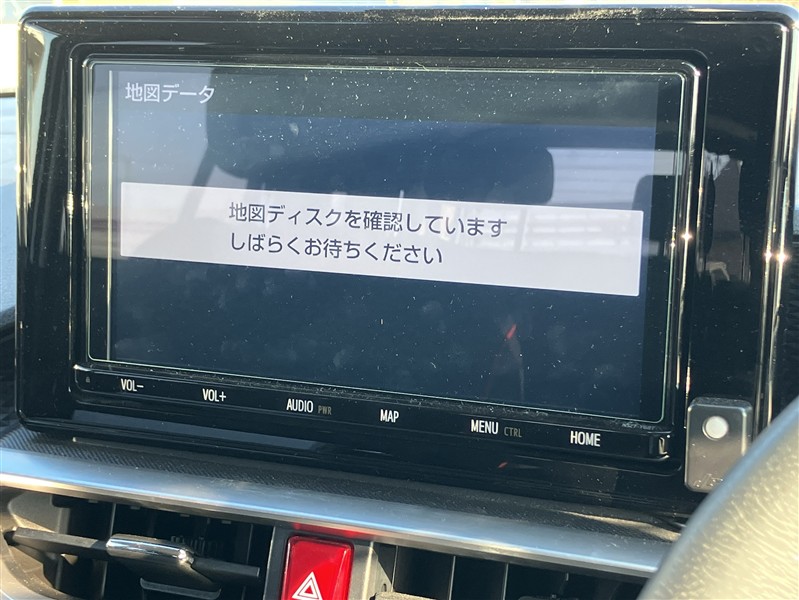 地図データ
地図ディスクを確認しています
しばらくお待ちください
VOL− VOL+ AUDIO PWR MAP MENU CTRL HOME